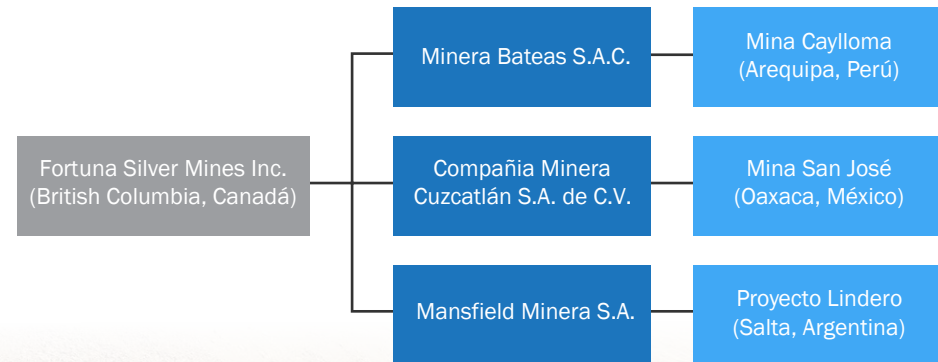 Minera Bateas S.A.C.
Mina Caylloma
(Arequipa, Perú)
Fortuna Silver Mines Inc.
(British Columbia, Canadá)
Compañia Minera
Cuzcatlán S.A. de C.V.
Mina San José
(Oaxaca, México)
Mansfield Minera S.A.
Proyecto Lindero
(Salta, Argentina)